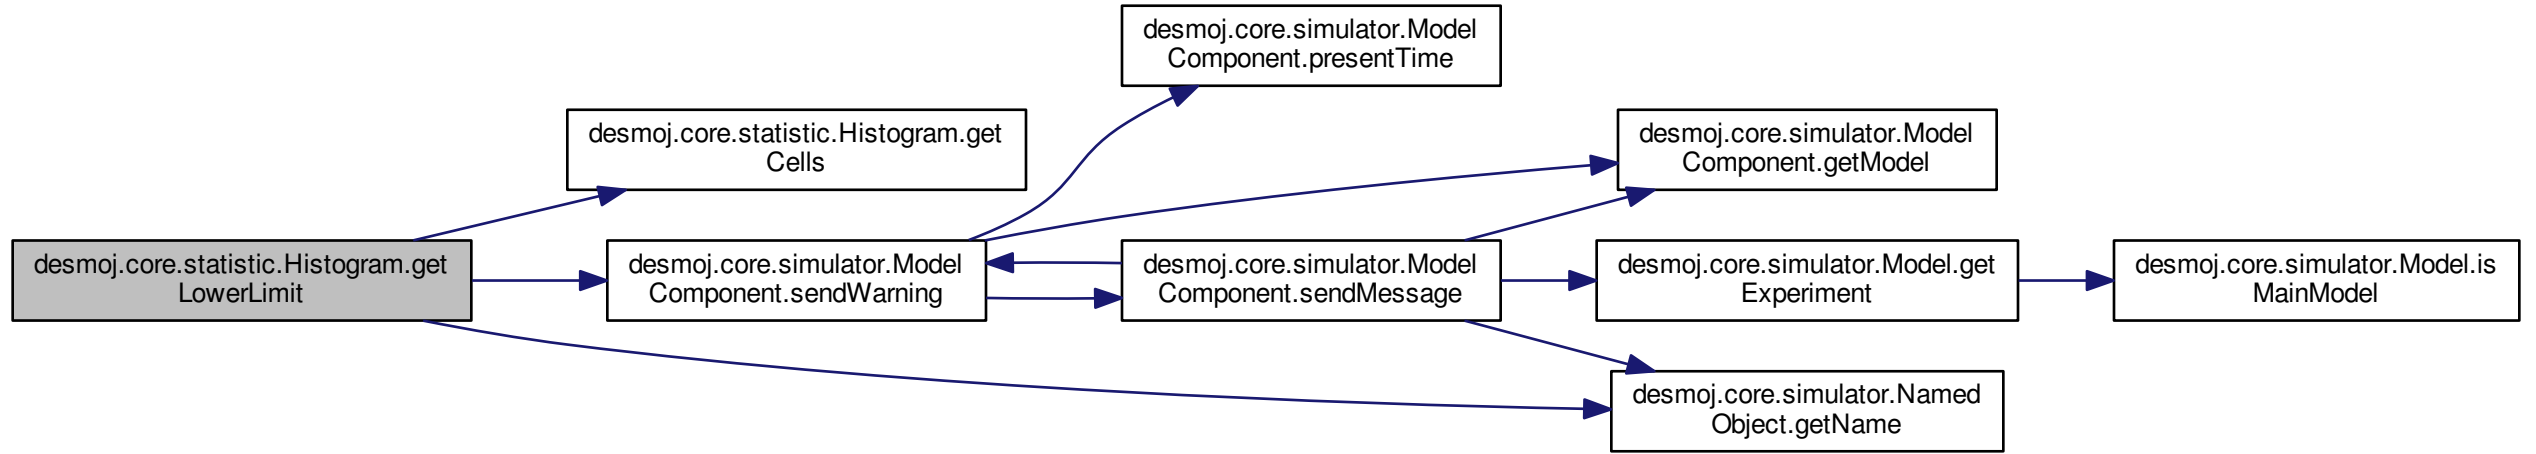 desmoj.core.simulator.Model
Component.presentTime
desmoj.core.statistic.Histogram.get
Cells
desmoj.core.simulator.Model
Component.getModel
desmoj.core.statistic.Histogram.get
LowerLimit
desmoj.core.simulator.Model
Component.sendWarning
desmoj.core.simulator.Model
Component.sendMessage
desmoj.core.simulator.Model.get
Experiment
desmoj.core.simulator.Model.is
MainModel
desmoj.core.simulator.Named
Object.getName